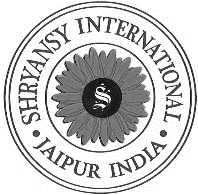 SHRYANSY INTERNATIONAL
S
• JAIPUR INDIA •